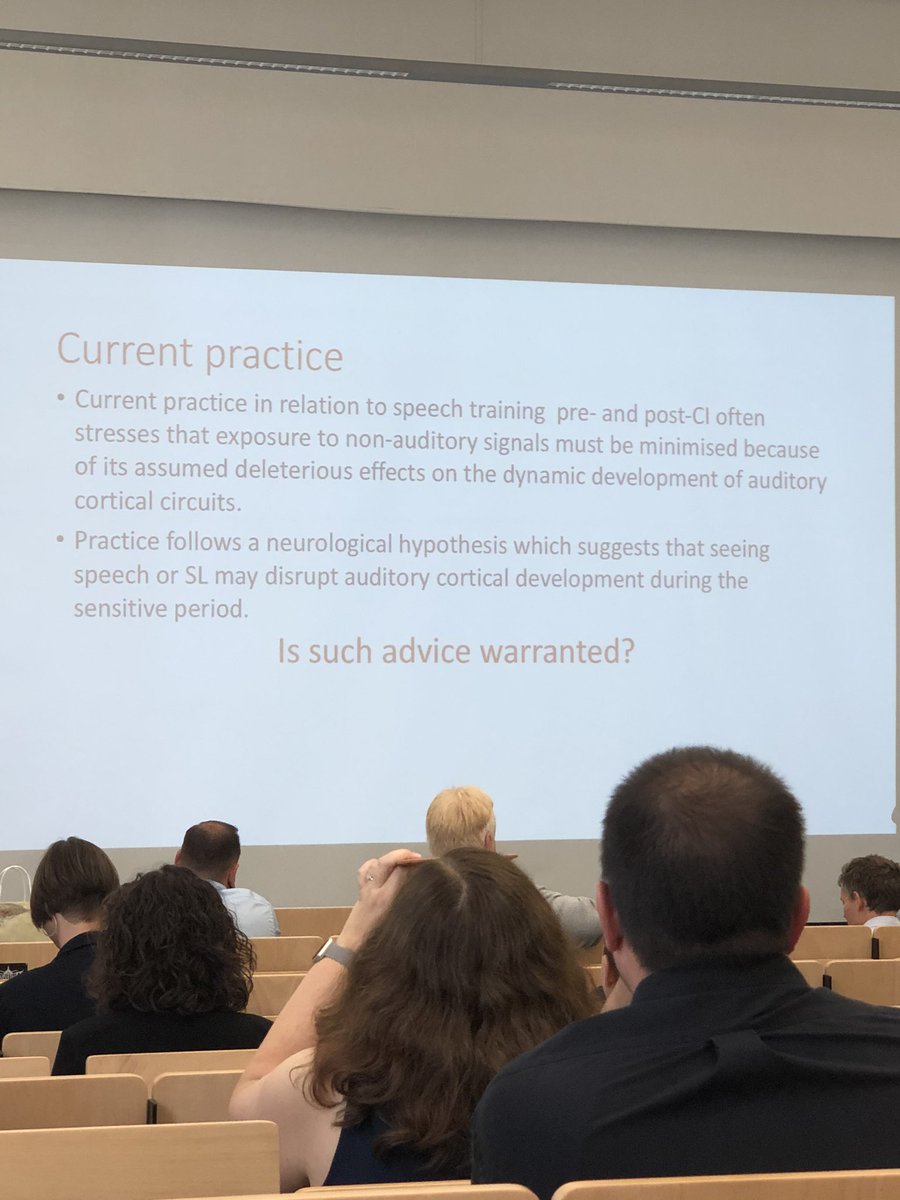 Current practice
• Current practice in relation to speech training pre- and post-CI often
stresses that exposure to non-auditory signals must be minimised because
of its assumed deleterious effects on the dynamic development of auditory
cortical circuits.
• Practice follows a neurological hypothesis which suggests that seeing
speech or SL may disrupt auditory cortical development during the
sensitive period.
Is such advice warranted?